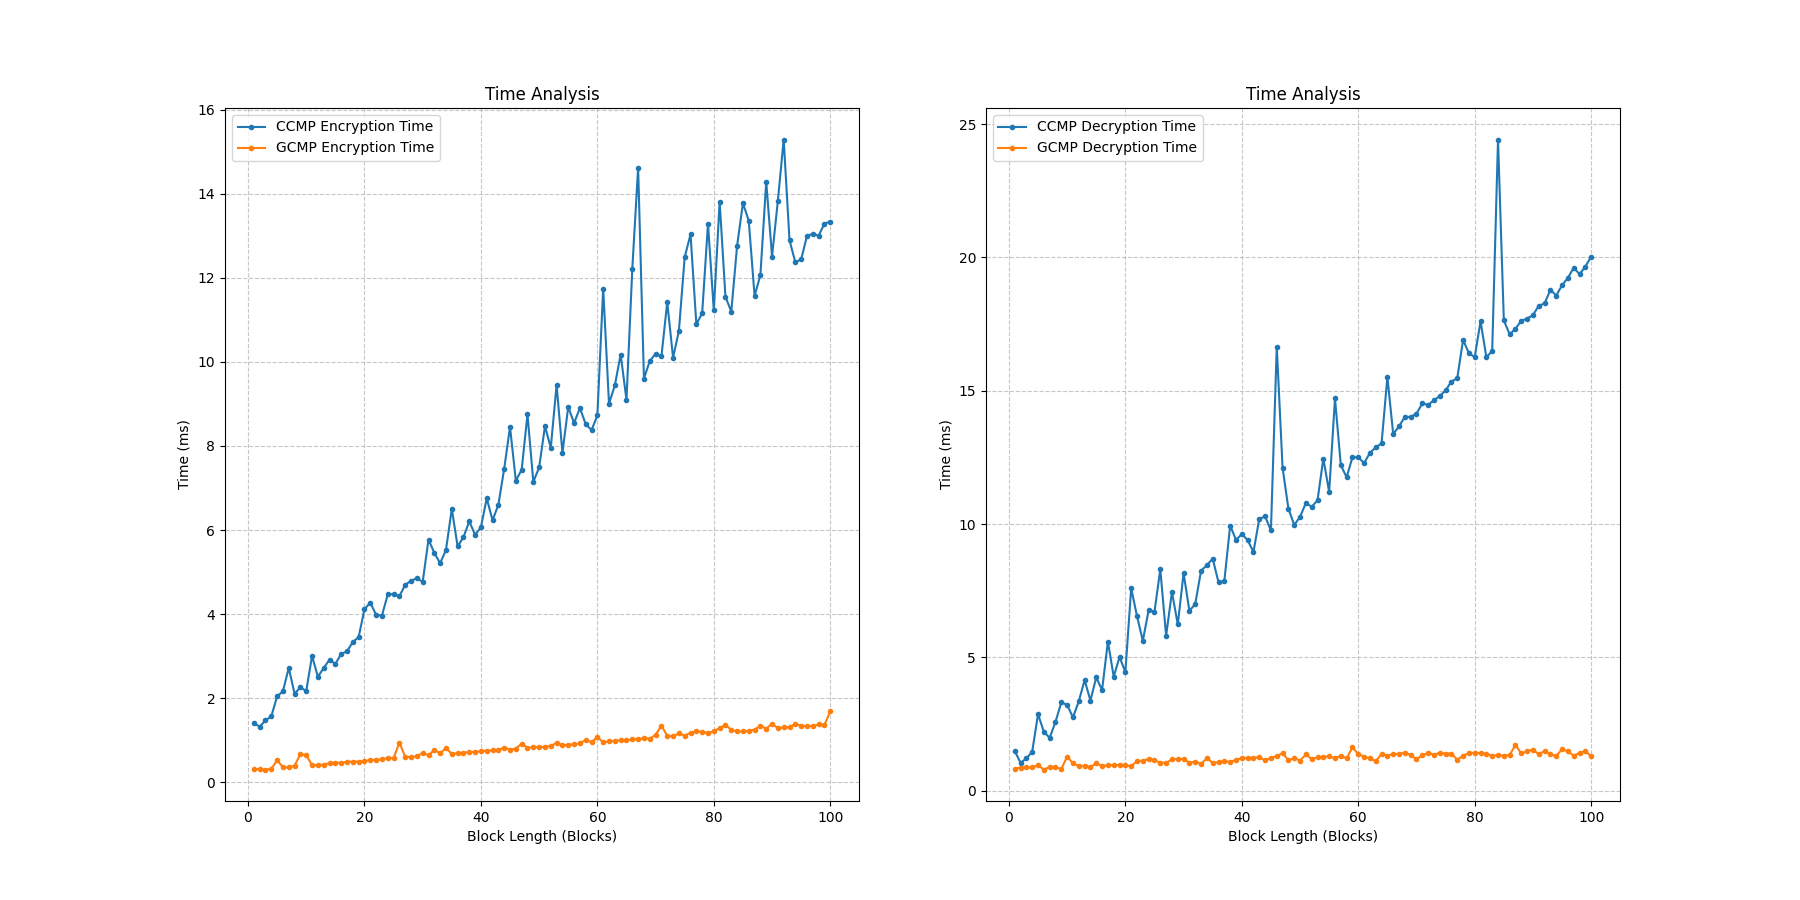 Time Analysis
CCMP Encryption Time
GCMP Encryption Time
16
14
12
10
8
6
4
2
0
Time (ms)
0 20 40 60 80 100
Block Length (Blocks)
Time Analysis
CCMP Decryption Time
GCMP Decryption Time
25
20
15
10
5
0
Time (ms)
0 20 40 60 80 100
Block Length (Blocks)